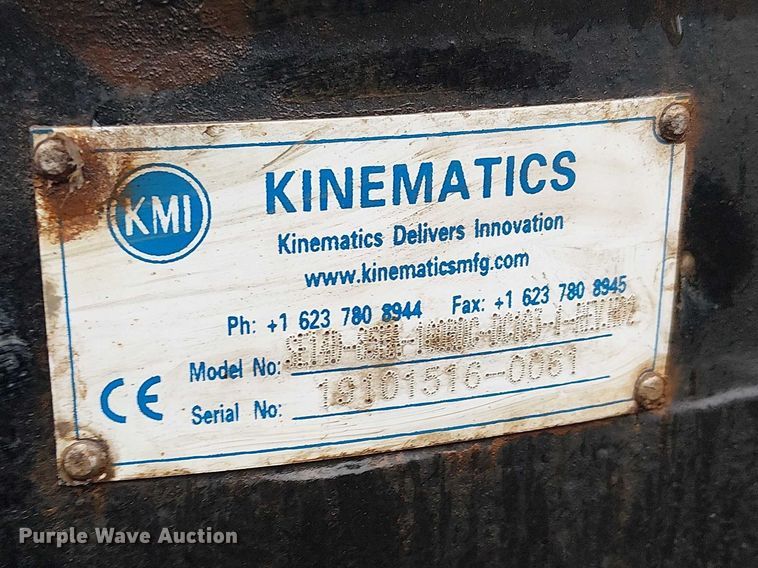 KMI
KINEMATICS
Kinematics Delivers Innovation
www.kinematicsmfg.com
Ph: +1 623 780 8944 Fax: +1 623 780 8945
Model No:
CE Serial No: 19101516-0061
Purple Wave Auction